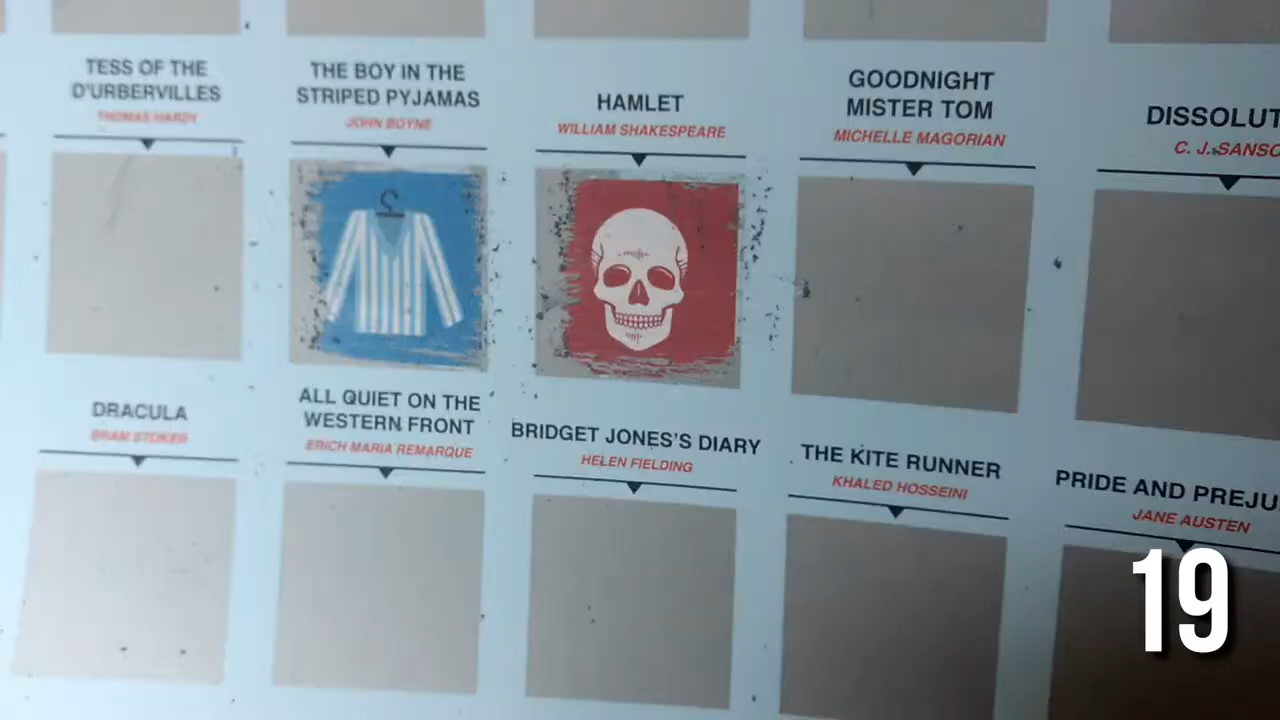 TESS OF THE
D'URBERVILLES
THOMAS HARDY
THE BOY IN THE
STRIPED PYJAMAS
JOHN BOYNE
HAMLET
WILLIAM SHAKESPEARE
GOODNIGHT
MISTER TOM
MICHELLE MAGORIAN
DISSOLUT
C. J. SANSO
DRACULA
BRAM STOKER
ALL QUIET ON THE
WESTERN FRONT
ERICH MARIA REMARQUE
BRIDGET JONES'S DIARY
HELEN FIELDING
THE KITE RUNNER
KHALED HOSSEINI
PRIDE AND PREJU
JANE AUSTEN
19